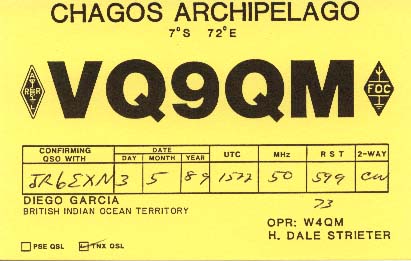 CHAGOS ARCHIPELAGO
7°S 72°E
ARRL VQ9QM FOC
CONFIRMING QSO WITH DATE DAY MONTH YEAR UTC MHz RST 2-WAY
JR6EXN 3 5 89 1522 50 599 CW
DIEGO GARCIA 73
BRITISH INDIAN OCEAN TERRITORY
OPR: W4QM
H. DALE STRIETER
PSE QSL TNX QSL